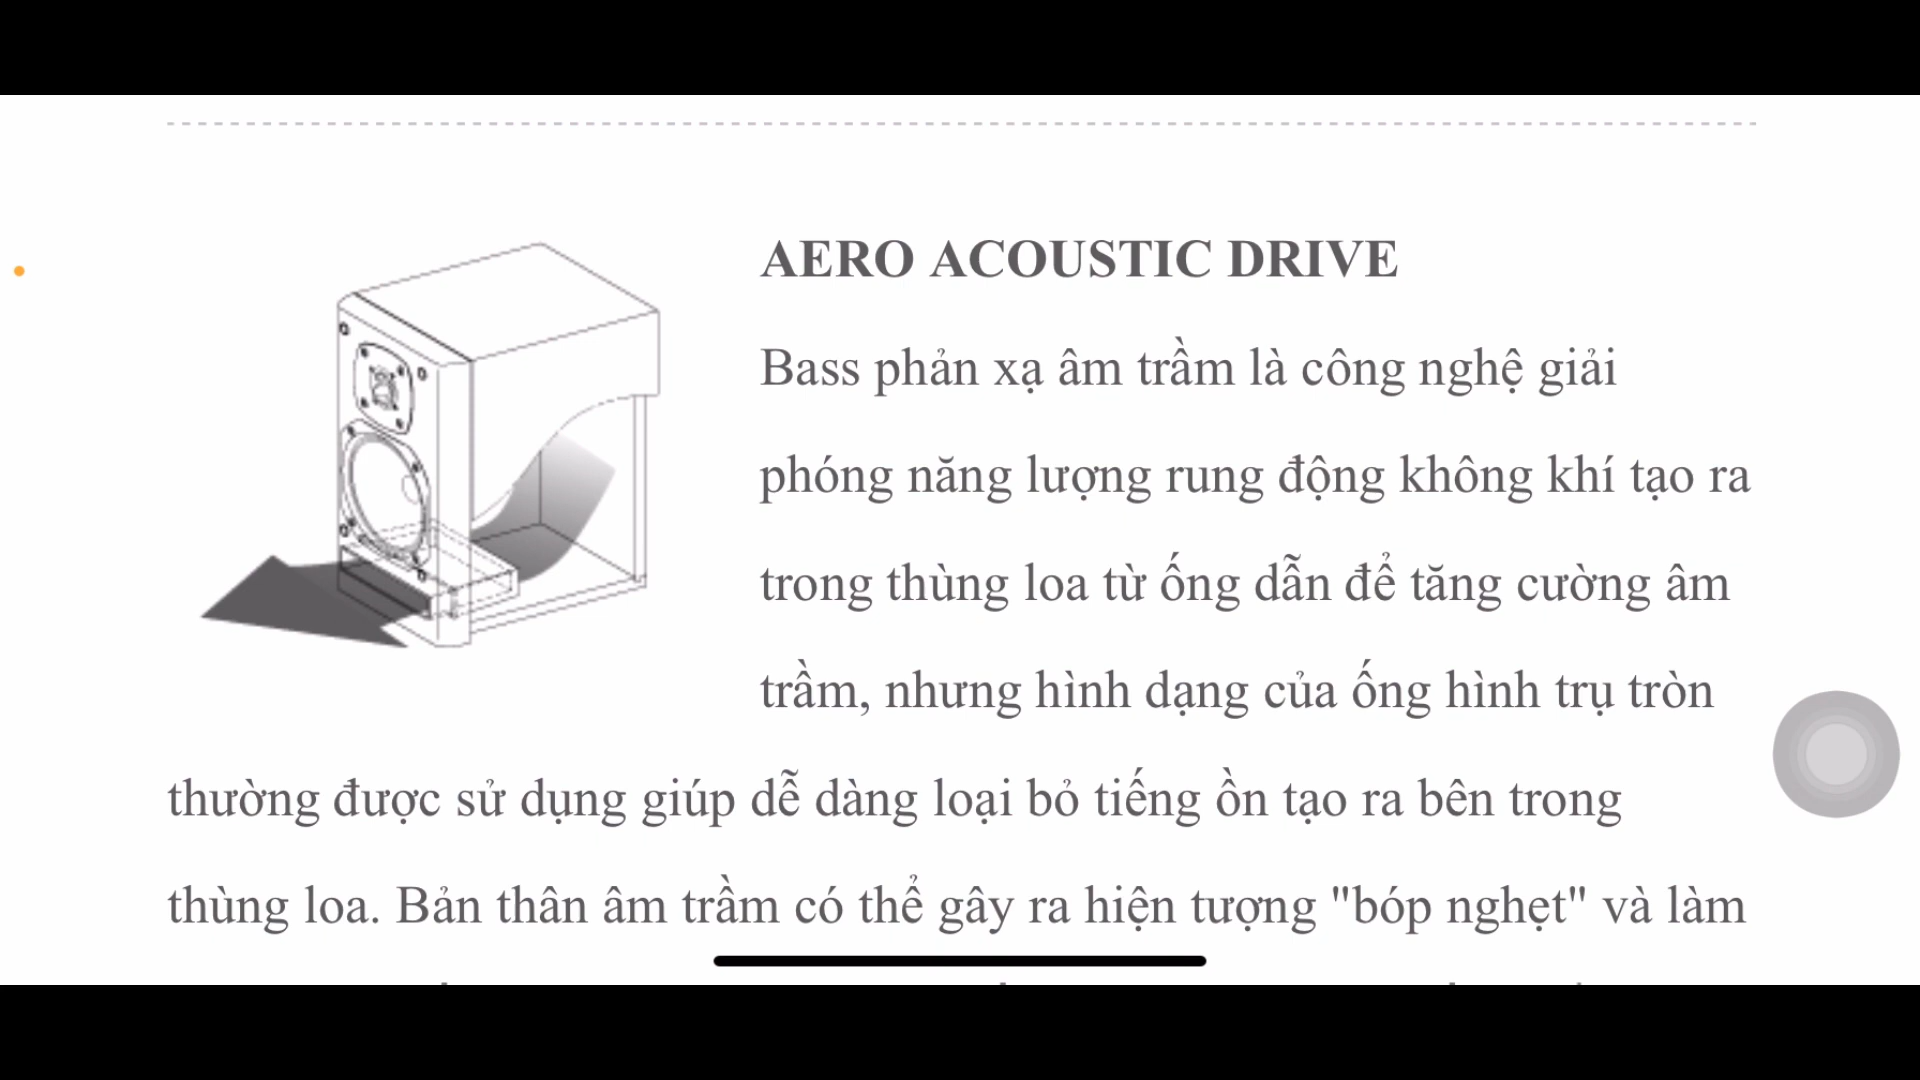 AERO ACOUSTIC DRIVE
Bass phản xạ âm trầm là công nghệ giải
phóng năng lượng rung động không khí tạo ra
trong thùng loa từ ống dẫn để tăng cường âm
trầm, nhưng hình dạng của ống hình trụ tròn
thường được sử dụng giúp dễ dàng loại bỏ tiếng ồn tạo ra bên trong
thùng loa. Bản thân âm trầm có thể gây ra hiện tượng "bóp nghẹt" và làm